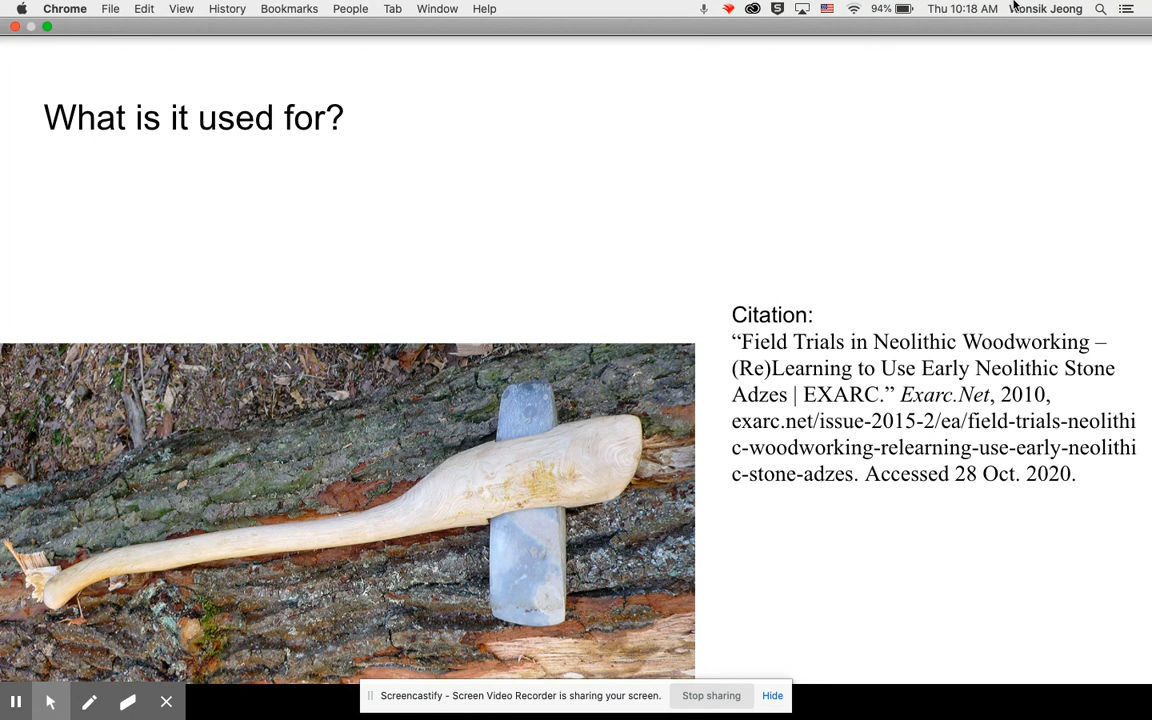 Chrome File Edit View History Bookmarks People Tab Window Help 94% Thu 10:18 AM Wonsik Jeong
What is it used for?
Citation:
“Field Trials in Neolithic Woodworking –
(Re)Learning to Use Early Neolithic Stone
Adzes | EXARC.” Exarc.Net, 2010,
exarc.net/issue-2015-2/ea/field-trials-neolithi
c-woodworking-relearning-use-early-neolithi
c-stone-adzes. Accessed 28 Oct. 2020.
Screencastify - Screen Video Recorder is sharing your screen. Stop sharing Hide